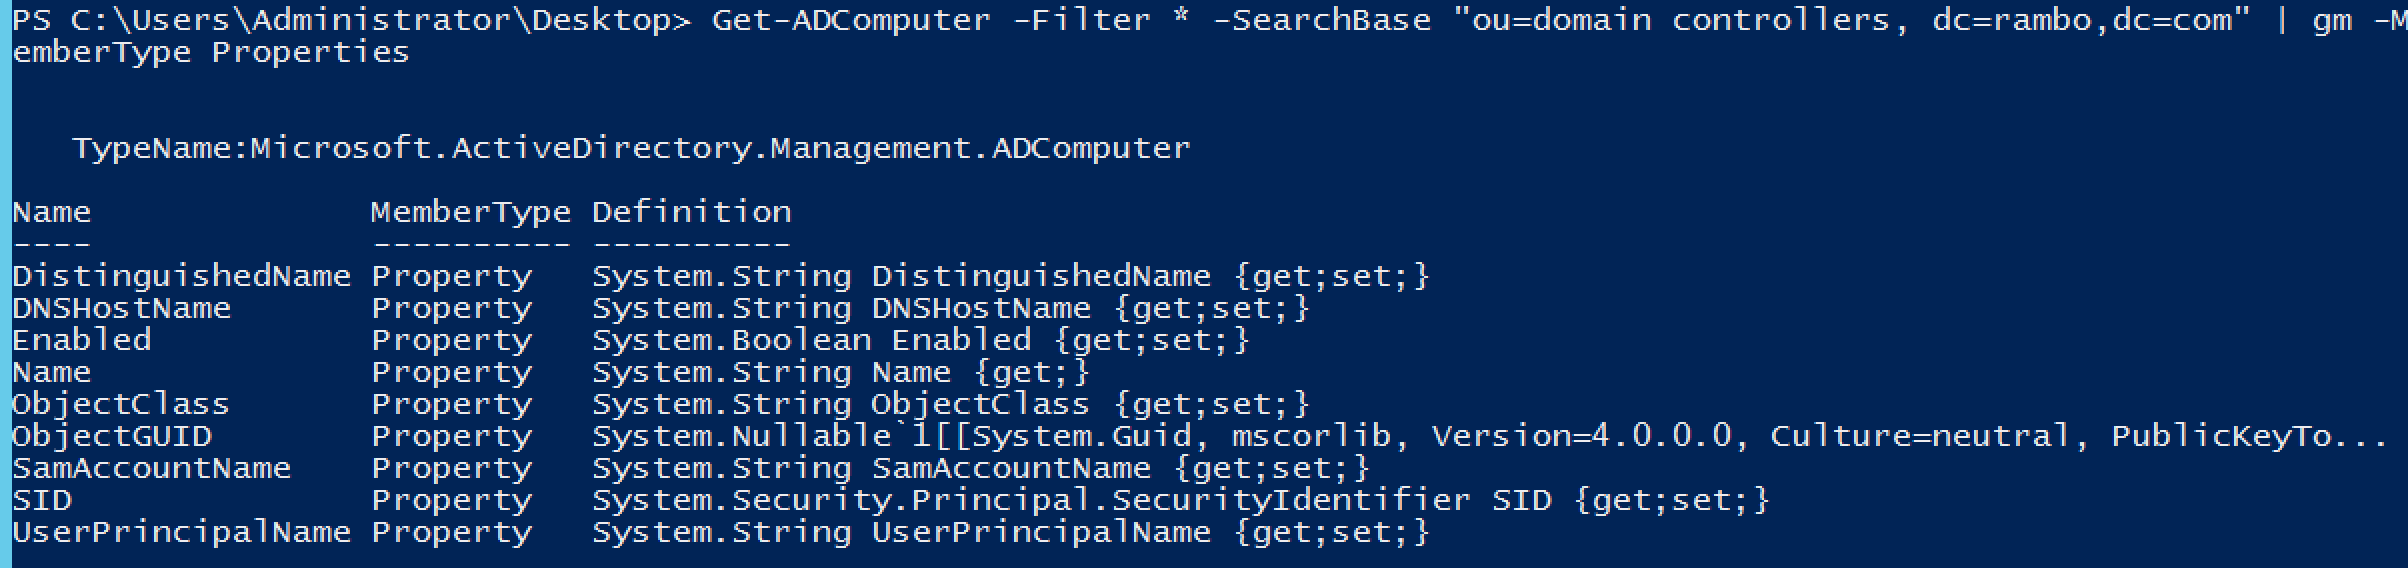 PS C:\Users\Administrator\Desktop> Get-ADComputer -Filter * -SearchBase "ou=domain controllers, dc=rambo,dc=com" | gm -M
emberType Properties
TypeName:Microsoft.ActiveDirectory.Management.ADComputer
Name MemberType Definition
---- ---------- ----------
DistinguishedName Property System.String DistinguishedName {get;set;}
DNSHostName Property System.String DNSHostName {get;set;}
Enabled Property System.Boolean Enabled {get;set;}
Name Property System.String Name {get;}
ObjectClass Property System.String ObjectClass {get;set;}
ObjectGUID Property System.Nullable`1[[System.Guid, mscorlib, Version=4.0.0.0, Culture=neutral, PublicKeyTo...
SamAccountName Property System.String SamAccountName {get;set;}
SID Property System.Security.Principal.SecurityIdentifier SID {get;set;}
UserPrincipalName Property System.String UserPrincipalName {get;set;}